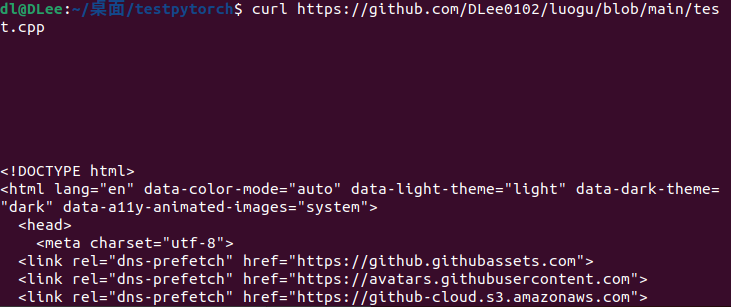 dl@DLee:~/桌面/testpytorch$ curl https://github.com/DLee0102/luogu/blob/main/tes
t.cpp
<!DOCTYPE html>
<html lang="en" data-color-mode="auto" data-light-theme="light" data-dark-theme=
"dark" data-a11y-animated-images="system">
  <head>
    <meta charset="utf-8">
  <link rel="dns-prefetch" href="https://github.githubassets.com">
  <link rel="dns-prefetch" href="https://avatars.githubusercontent.com">
  <link rel="dns-prefetch" href="https://github-cloud.s3.amazonaws.com">